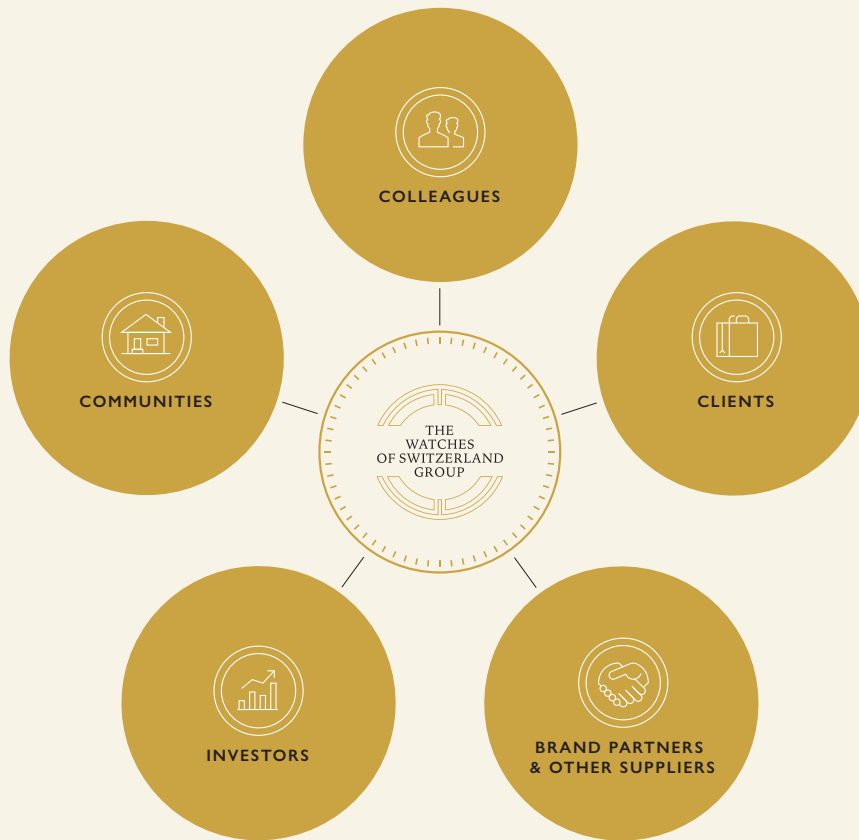 COLLEAGUES
COMMUNITIES
CLIENTS
THE
WATCHES
OF SWITZERLAND
GROUP
INVESTORS
BRAND PARTNERS
& OTHER SUPPLIERS